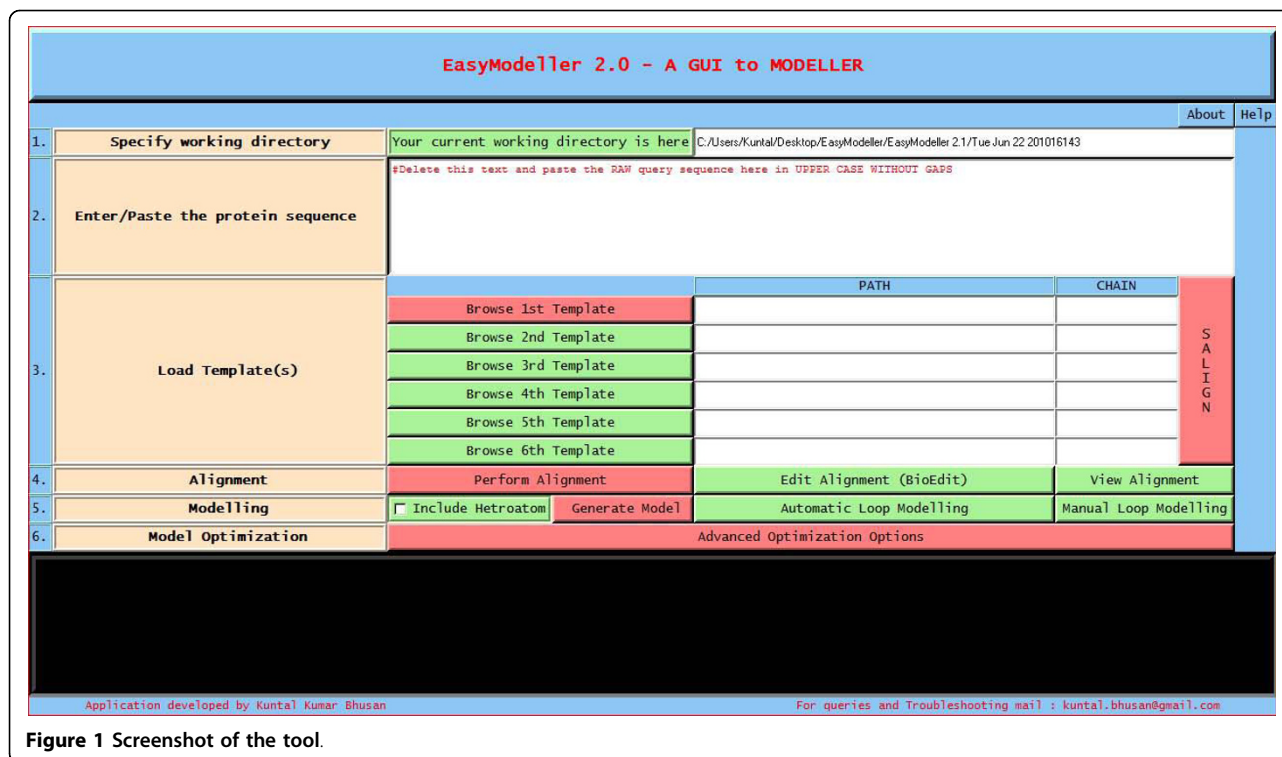 EasyModeller 2.0 - A GUI to MODELLER
About Help
1. Specify working directory Your current working directory is here C:/Users/Kuntal/Desktop/EasyModeller/EasyModeller 2.1/Tue Jun 22 201016143
#Delete this text and paste the RAW query sequence here in UPPER CASE WITHOUT GAPS
2. Enter/Paste the protein sequence
PATH CHAIN
Browse 1st Template
Browse 2nd Template
3. Load Template(s) Browse 3rd Template
Browse 4th Template
Browse 5th Template
Browse 6th Template
SALIGN
4. Alignment Perform Alignment Edit Alignment (BioEdit) View Alignment
5. Modelling Include Hetroatom Generate Model Automatic Loop Modelling Manual Loop Modelling
6. Model Optimization Advanced Optimization Options
Application developed by Kuntal Kumar Bhusan For queries and Troubleshooting mail : kuntal.bhusan@gmail.com
Figure 1 Screenshot of the tool.